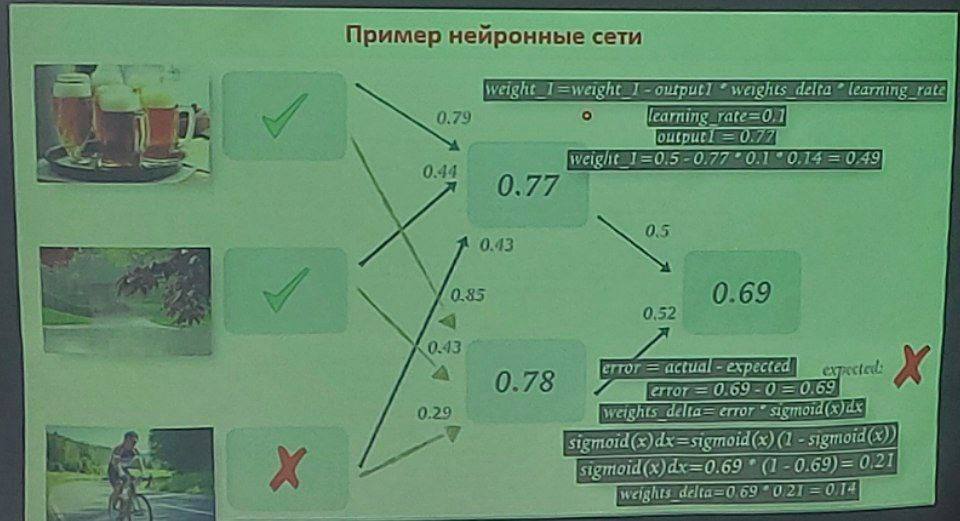 Пример нейронные сети
weight_1=weight_1 - output1 * weights_delta * learning_rate
learning_rate=0.1
output1 = 0.77
weight_1=0.5 - 0.77 * 0.1 * 0.14 = 0.49
0.79
0.44
0.77
0.43
0.5
0.85
0.69
0.52
0.43
0.78
error = actual - expected
expected:
error = 0.69 - 0 = 0.69
weights_delta= error * sigmoid(x)dx
0.29
sigmoid(x)dx=sigmoid(x)(1 - sigmoid(x))
sigmoid(x)dx=0.69 * (1 - 0.69) = 0.21
weights_delta=0.69 * 0.21 = 0.14